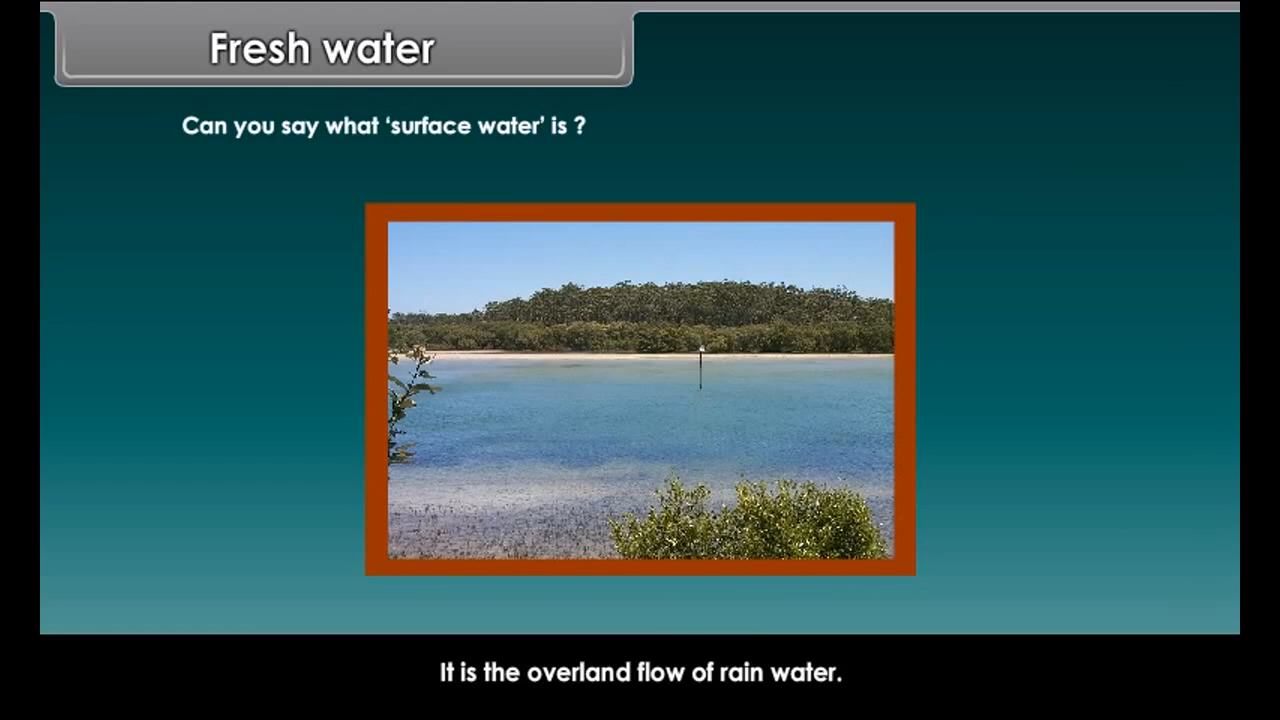 Fresh water
Can you say what ‘surface water’ is ?
It is the overland flow of rain water.